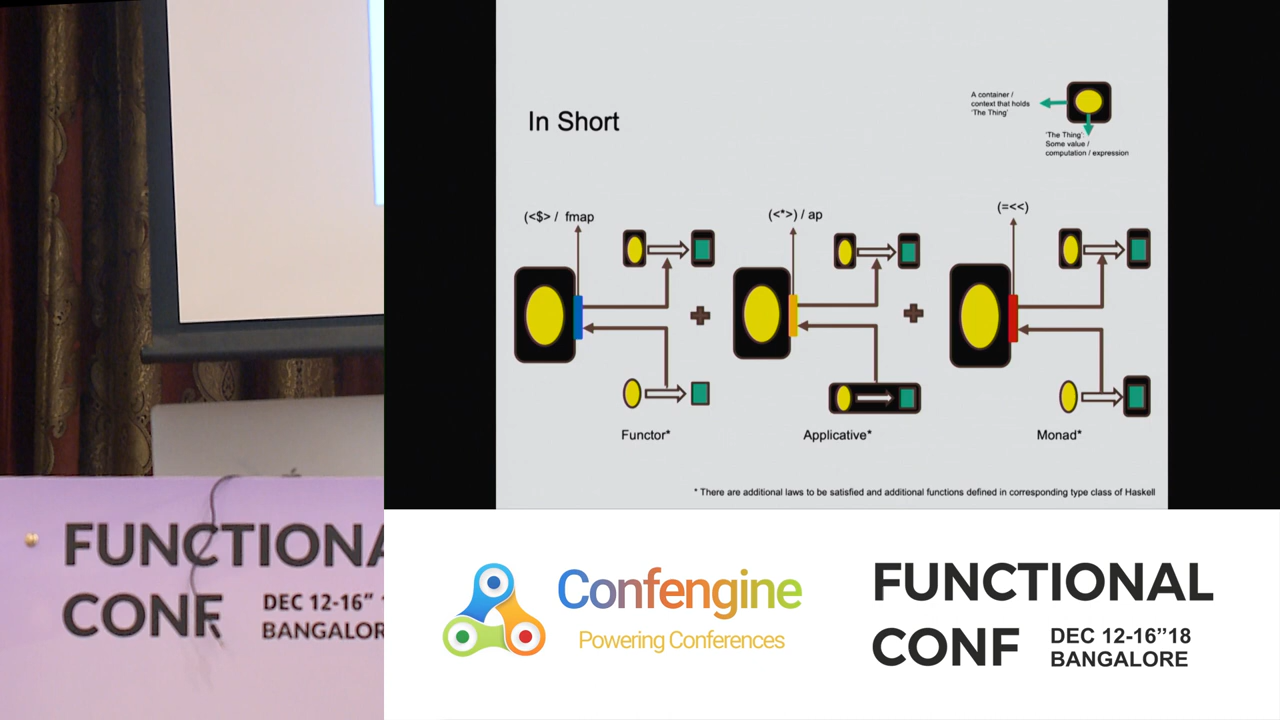 In Short
A container /
context that holds
'The Thing'
'The Thing'
Some value /
computation / expression
(<$> / fmap
(<*>) / ap
(=<<)
Functor*
Applicative*
Monad*
* There are additional laws to be satisfied and additional functions defined in corresponding type class of Haskell
FUNCTIONA
CONF
DEC 12-16"
BANGALOR
Confengine
Powering Conferences
FUNCTIONAL
CONF
DEC 12-16"18
BANGALORE